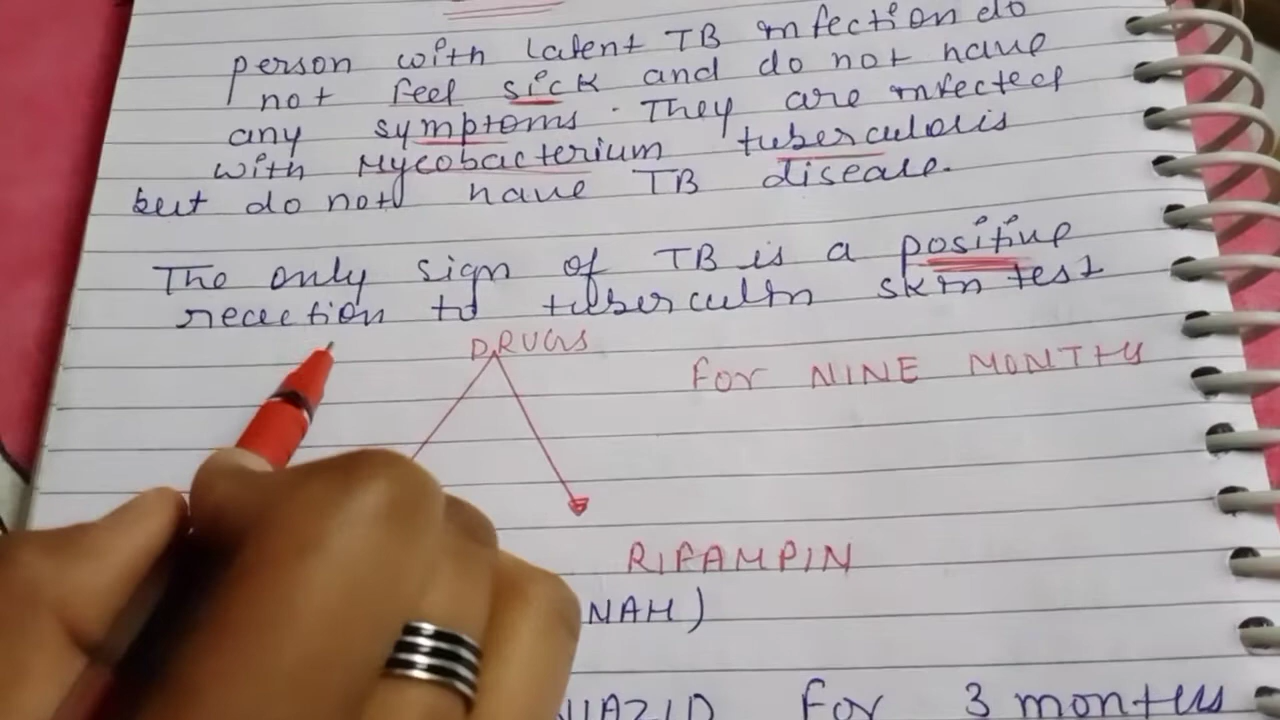 person with latent TB infection do
not feel sick and do not have
any symptoms. They are infected
with Mycobacterium tuberculosis
but do not have TB disease.
The only sign of TB is a positive
reaction to tuberculin skin test
DRUGS
FOR NINE MONTHS
RIFAMPIN
NAH)
FOR 3 months